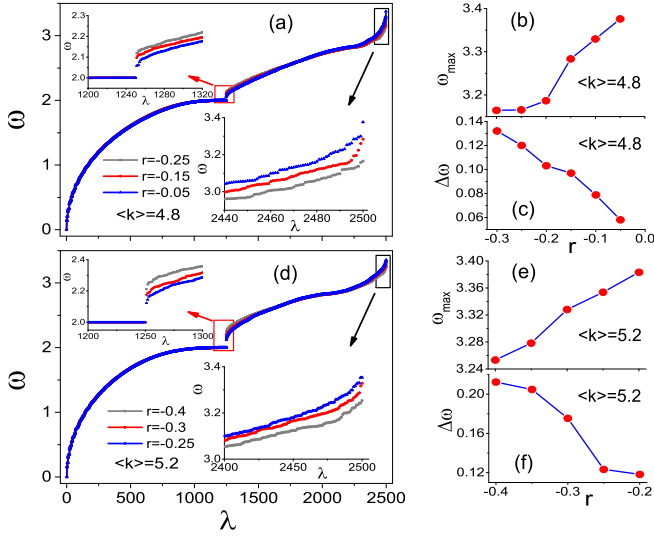 (a)
ω
3
2
1
0
ω
2.2
2.1
2.0
1200
1240
1280
1320
λ
ω
3.4
3.2
3.0
2440
2460
2480
2500
λ
r=-0.25
r=-0.15
r=-0.05
<k>=4.8
(b)
ω max
3.4
3.2
<k>=4.8
(c)
Δω
0.14
0.12
0.10
0.08
0.06
<k>=4.8
-0.3
-0.2
-0.1
0.0
r
(d)
ω
3
2
1
0
ω
2.4
2.2
2.0
1200
1250
1300
λ
ω
3.4
3.2
3.0
2400
2450
2500
λ
r=-0.4
r=-0.3
r=-0.25
<k>=5.2
0
500
1000
1500
2000
2500
λ
(e)
ω max
3.40
3.36
3.32
3.28
3.24
<k>=5.2
(f)
Δω
0.20
0.16
0.12
<k>=5.2
-0.4
-0.3
-0.2
r